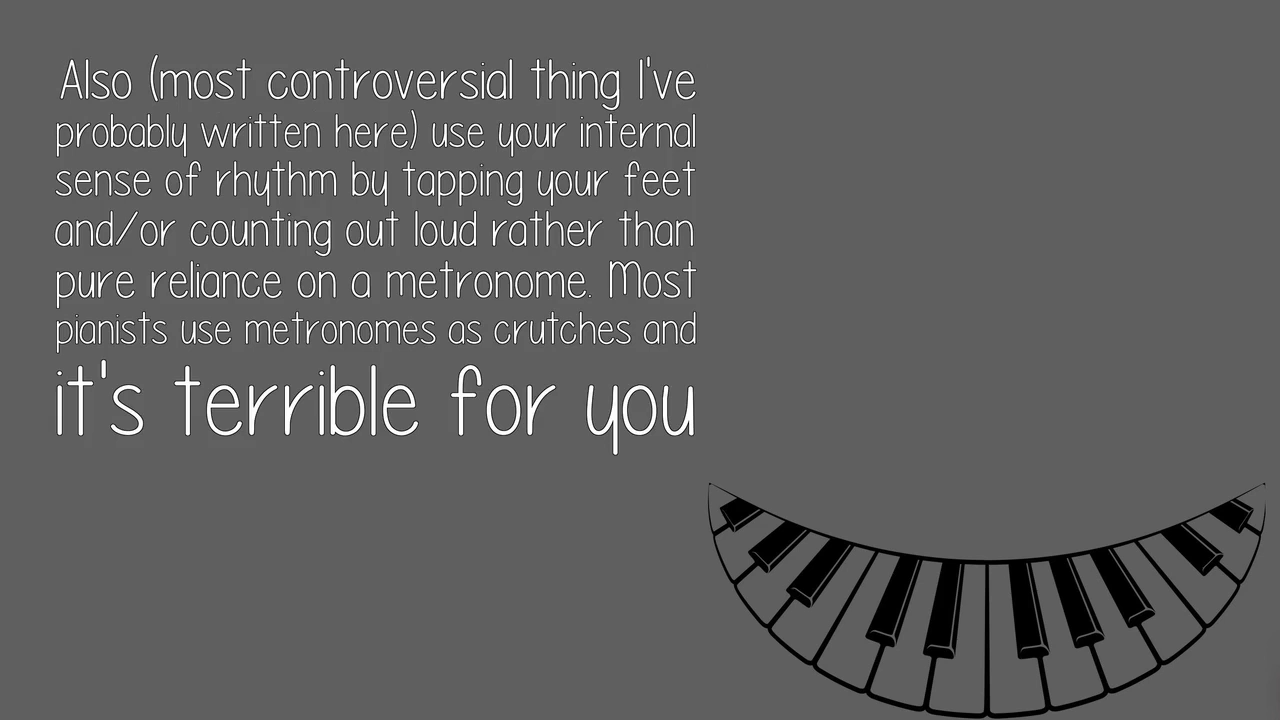 Also (most controversial thing I've
probably written here) use your internal
sense of rhythm by tapping your feet
and/or counting out loud rather than
pure reliance on a metronome. Most
pianists use metronomes as crutches and
it's terrible for you